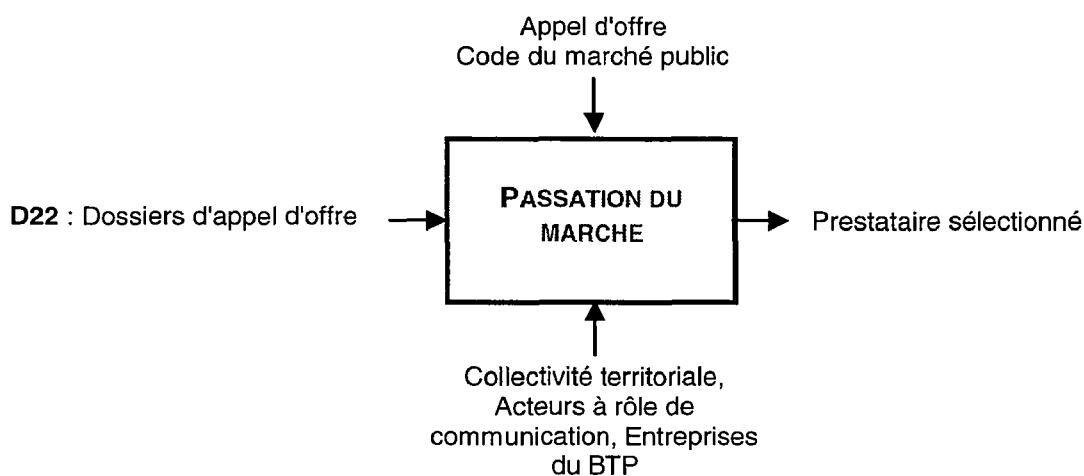 Appel d'offre
Code du marché public
D22 : Dossiers d'appel d'offre
PASSATION DU
MARCHE
Prestataire sélectionné
Collectivité territoriale,
Acteurs à rôle de
communication, Entreprises
du BTP